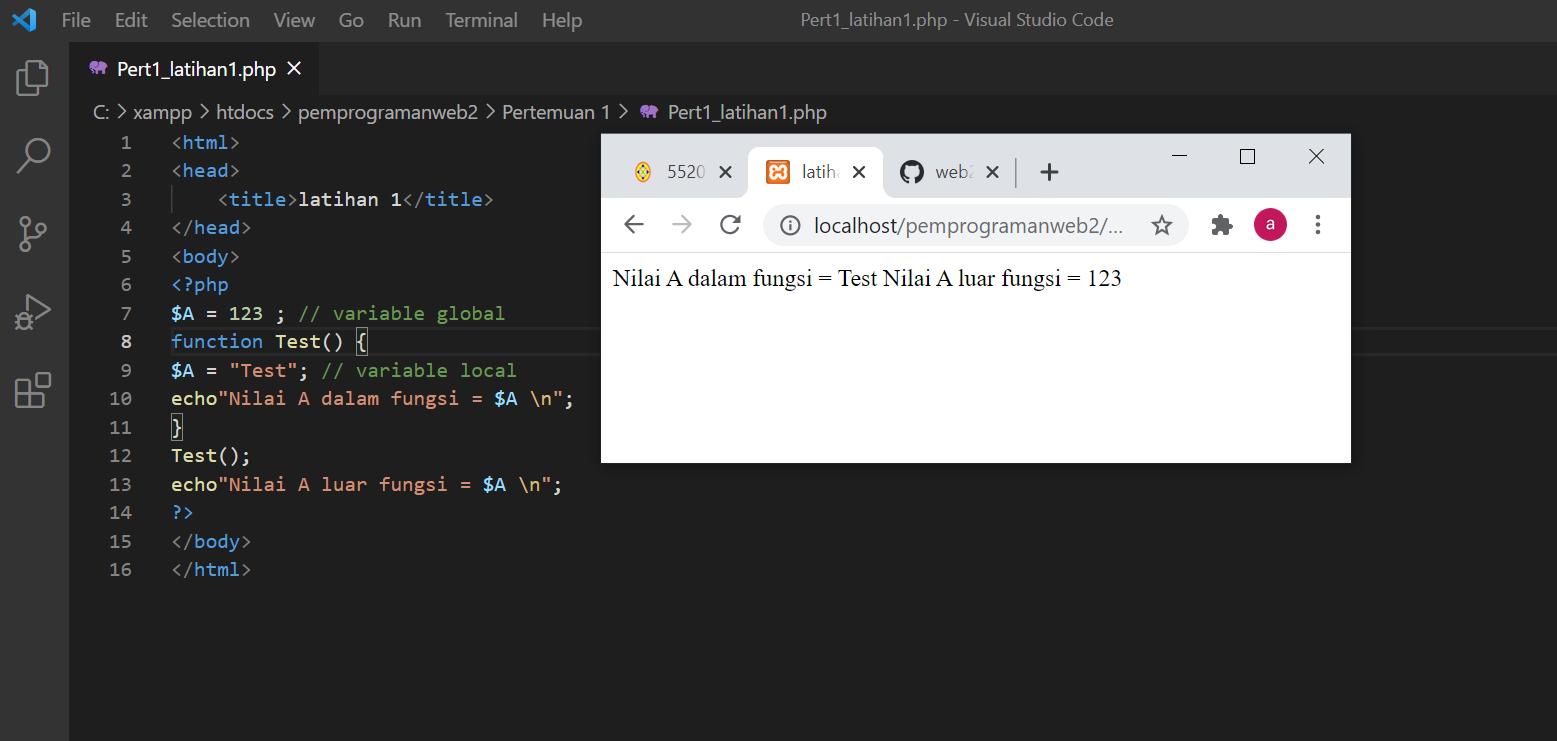 File Edit Selection View Go Run Terminal Help Pert1_latihan1.php - Visual Studio Code
Pert1_latihan1.php
C: > xampp > htdocs > pemprogramanweb2 > Pertemuan 1 > Pert1_latihan1.php
1 <html>
2 <head>
3     <title>latihan 1</title>
4 </head>
5 <body>
6 <?php
7 $A = 123 ; // variable global
8 function Test() {
9 $A = "Test"; // variable local
10 echo"Nilai A dalam fungsi = $A \n";
11 }
12 Test();
13 echo"Nilai A luar fungsi = $A \n";
14 ?>
15 </body>
16 </html>
5520 latih web2
localhost/pemprogramanweb2/... a
Nilai A dalam fungsi = Test Nilai A luar fungsi = 123